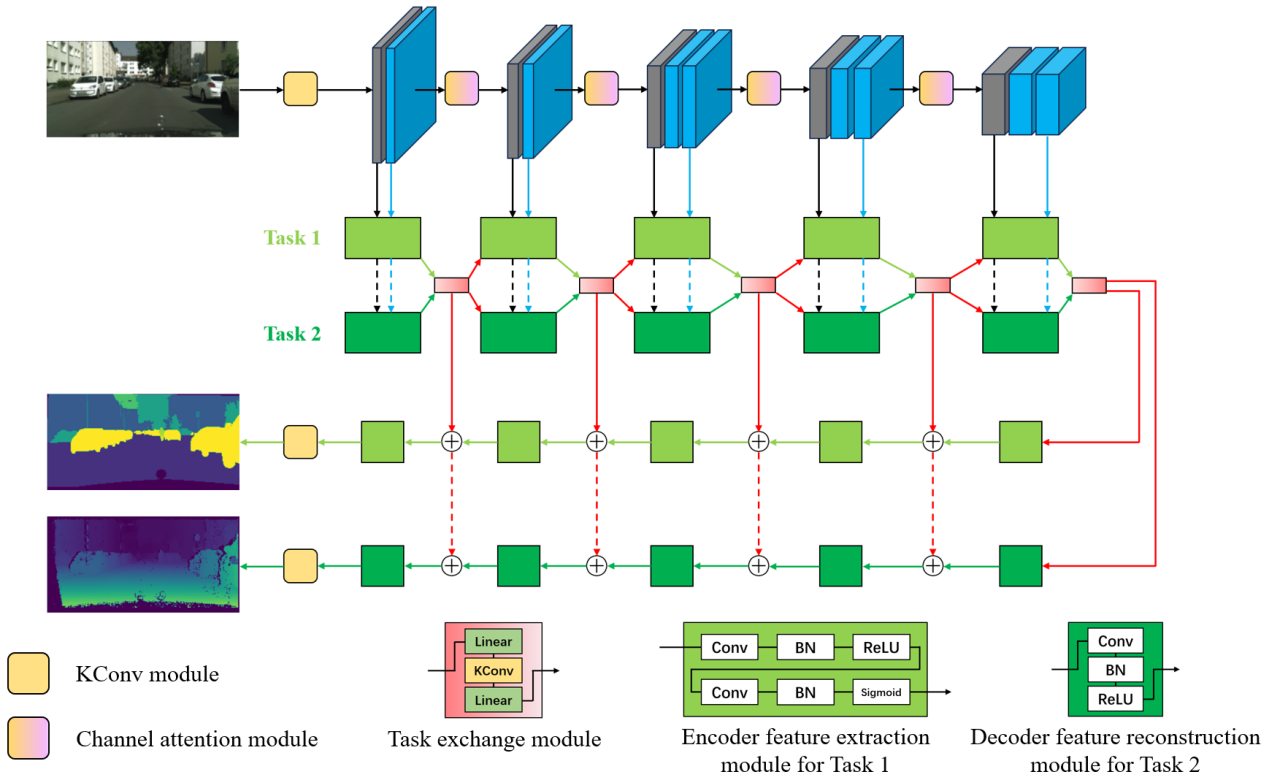 Task 1
Task 2
KConv module
Channel attention module
Linear
KConv
Linear
Task exchange module
Conv BN ReLU
Conv BN Sigmoid
Encoder feature extraction
module for Task 1
Conv
BN
ReLU
Decoder feature reconstruction
module for Task 2